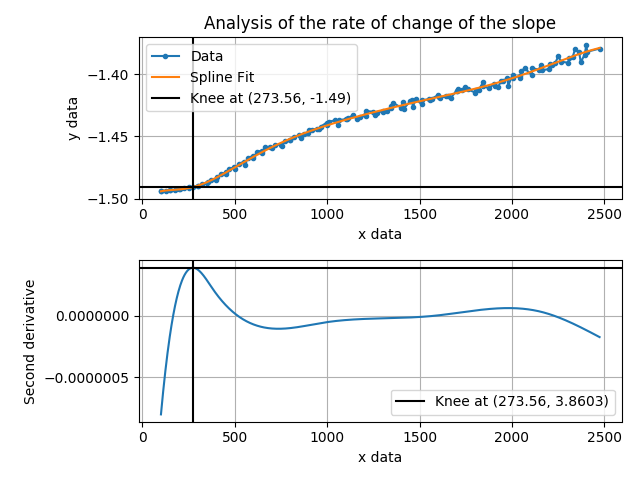 Analysis of the rate of change of the slope
Data
Spline Fit
Knee at (273.56, -1.49)
−1.40
−1.45
−1.50
y data
0 500 1000 1500 2000 2500
x data
0.0000000
−0.0000005
Second derivative
Knee at (273.56, 3.8603)
0 500 1000 1500 2000 2500
x data